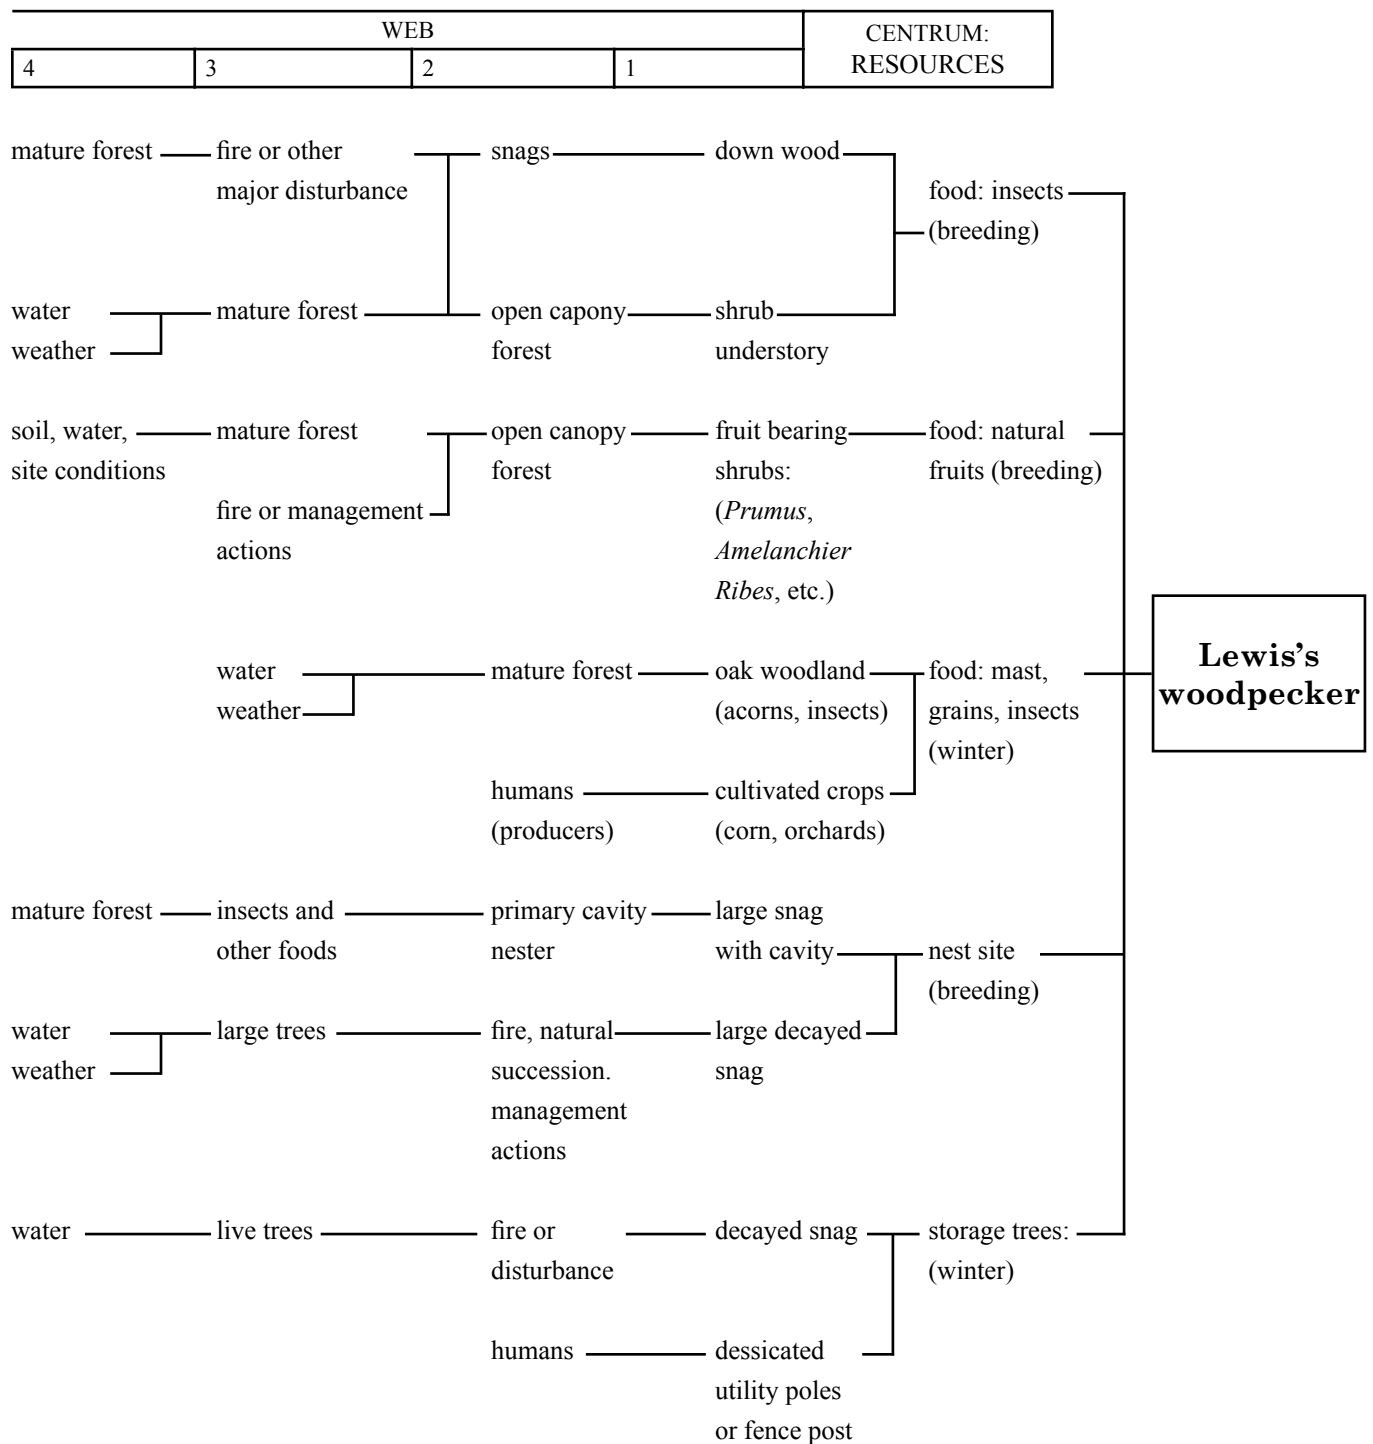 WEB
CENTRUM:
RESOURCES
4 3 2 1
mature forest fire or other snags down wood
major disturbance food: insects
(breeding)
water mature forest open capony shrub
weather forest understory
soil, water, mature forest open canopy fruit bearing food: natural
site conditions forest shrubs: fruits (breeding)
fire or management (Prumus,
actions Amelanchier
Ribes, etc.)
Lewis's
woodpecker
water mature forest oak woodland food: mast,
weather (acorns, insects) grains, insects
(winter)
humans cultivated crops
(producers) (corn, orchards)
mature forest insects and primary cavity large snag
other foods nester with cavity nest site
(breeding)
water large trees fire, natural large decayed
weather succession. snag
management
actions
water live trees fire or decayed snag storage trees:
disturbance (winter)
humans dessicated
utility poles
or fence post